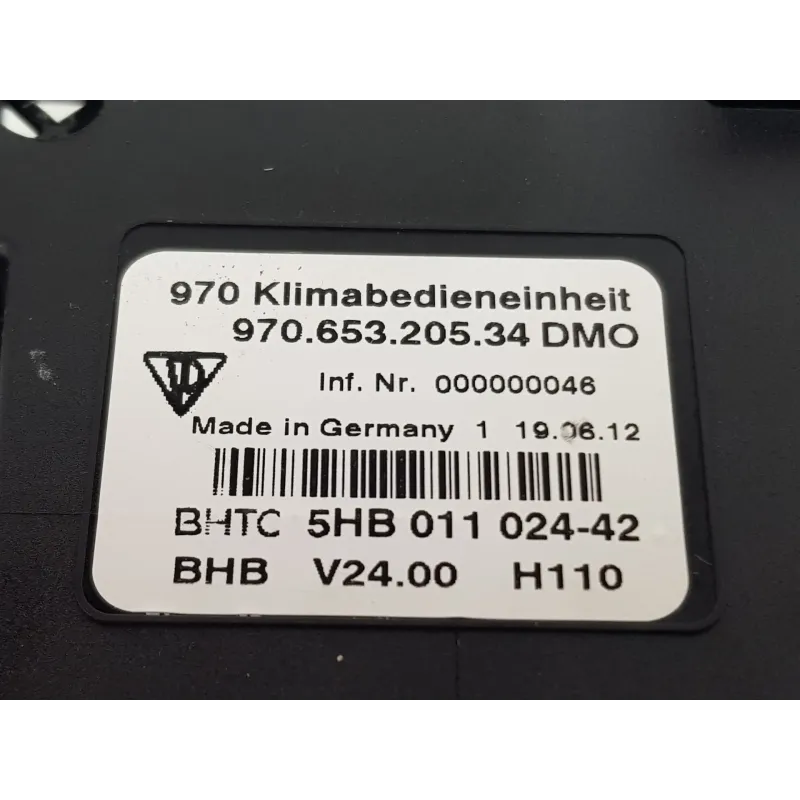 970 Klimabedieneinheit
970.653.205.34 DMO
Inf. Nr. 000000046
Made in Germany 1 19.06.12
BHTC 5HB 011 024-42
BHB V24.00 H110